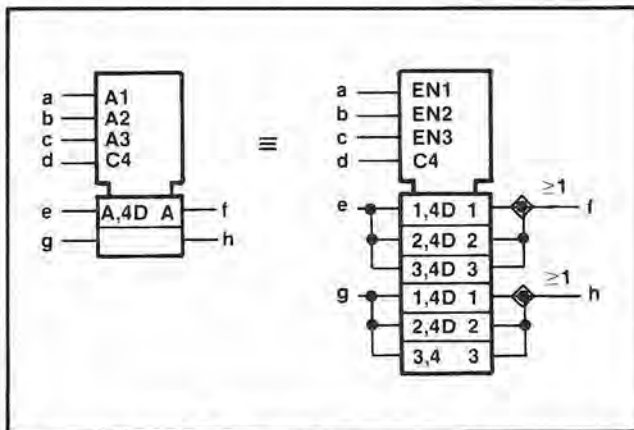 a A1
b A2
c A3
d C4
e A,4D A f
g h
≡
a EN1
b EN2
c EN3
d C4
≥1
e 1,4D 1 f
2,4D 2
3,4D 3
≥1
g 1,4D 1 h
2,4D 2
3,4 3